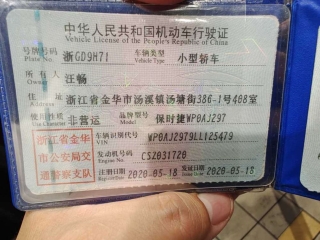 中华人民共和国机动车行驶证
Vehicle License of the People's Republic of China
号牌号码 浙GD9H71 车辆类型 小型轿车
Plate No. Vehicle Type
所有人 汪畅
Owner
住址 浙江省金华市汤溪镇汤塘街386-1号408室
Address
使用性质 非营运 品牌型号 保时捷WP0AJ297
Use Character Model
浙江省金华市公安局交通警察支队
车辆识别代号 WP0AJ2979LL125479
VIN
发动机号码 CSZ031720
Engine No.
注册日期 2020-05-18 发证日期 2020-05-18
Register Date Issue Date